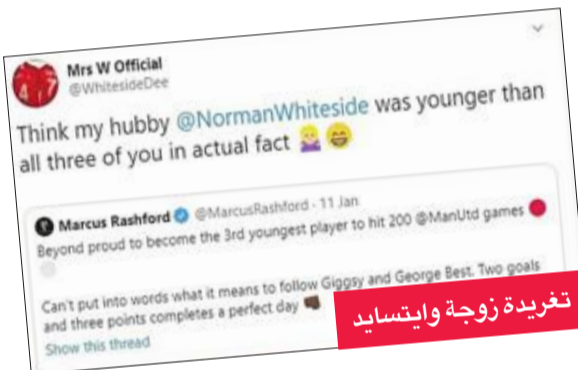 Mrs W Official
@WhitesideDee
Think my hubby @NormanWhiteside was younger than
all three of you in actual fact 🤷🏼‍♀️😄
Marcus Rashford @MarcusRashford · 11 Jan
Beyond proud to become the 3rd youngest player to hit 200 @ManUtd games 🔴
⚪
Can't put into words what it means to follow Giggsy and George Best. Two goals
and three points completes a perfect day 👊🏿
Show this thread
تغريدة زوجة وايتسايد